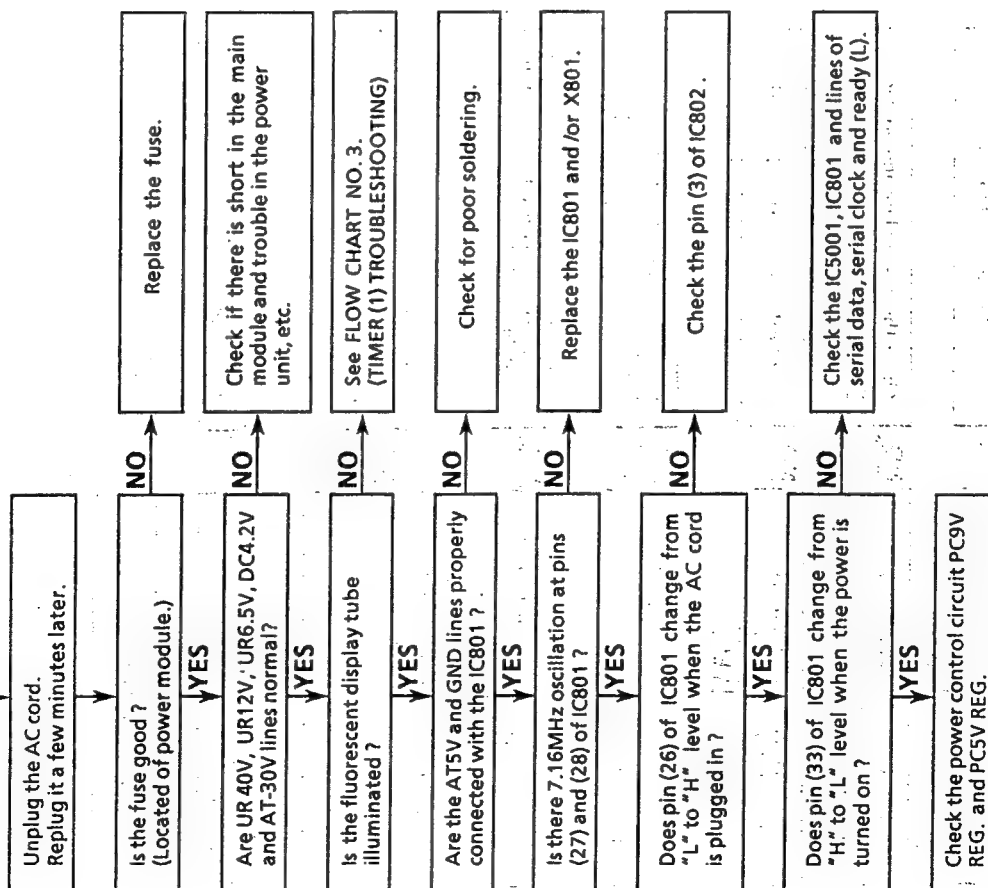 Unplug the AC cord.
Replug it a few minutes later.
Is the fuse good ?
(Located of power module.)
NO
Replace the fuse.
YES
Are UR 40V, UR12V, UR6.5V, DC4.2V
and AT-30V lines normal?
NO
Check if there is short in the main
module and trouble in the power
unit, etc.
YES
Is the fluorescent display tube
illuminated ?
NO
See FLOW CHART NO. 3.
(TIMER (1) TROUBLESHOOTING)
YES
Are the AT5V and GND lines properly
connected with the IC801 ?
NO
Check for poor soldering.
YES
Is there 7.16MHz oscillation at pins
(27) and (28) of IC801 ?
NO
Replace the IC801 and /or X801.
YES
Does pin (26) of IC801 change from
"L" to "H" level when the AC cord
is plugged in ?
NO
Check the pin (3) of IC802 .
YES
Does pin (33) of IC801 change from
"H" to "L" level when the power is
turned on ?
NO
Check the IC5001, IC801 and lines of
serial data, serial clock and ready (L).
YES
Check the power control circuit PC9V
REG. and PC5V REG.